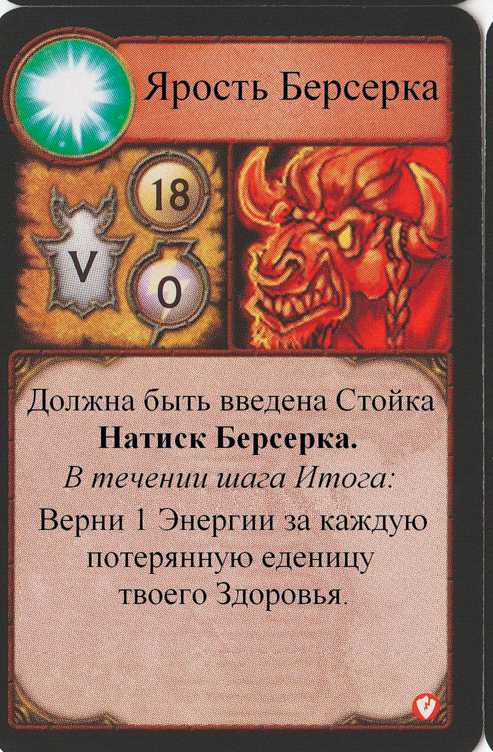 Ярость Берсерка
18
V
0
Должна быть введена Стойка
Натиск Берсерка.
В течении шага Итога:
Верни 1 Энергии за каждую
потерянную еденицу
твоего Здоровья.